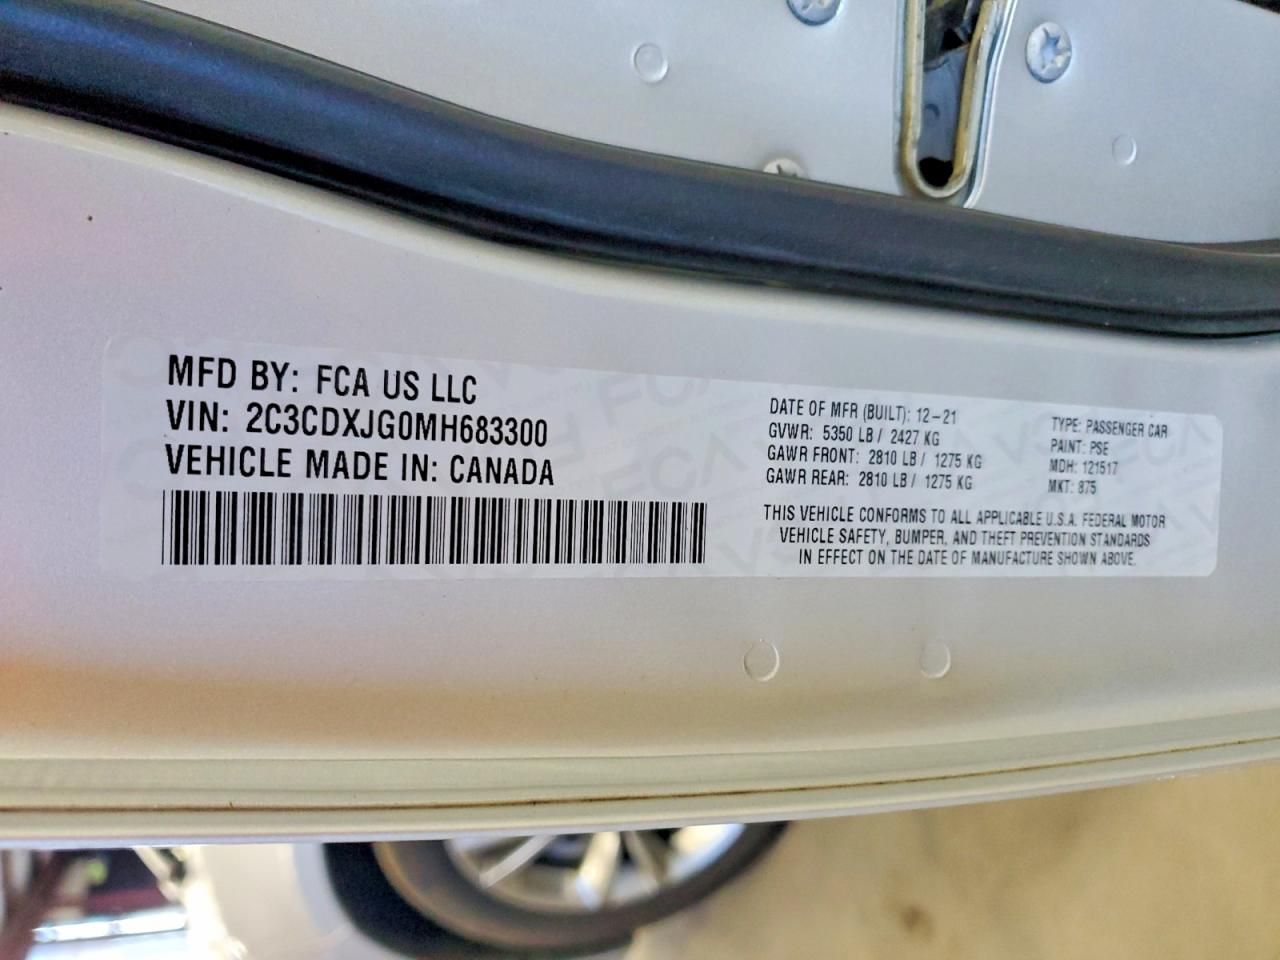 MFD BY: FCA US LLC
VIN: 2C3CDXJG0MH683300
VEHICLE MADE IN: CANADA
DATE OF MFR (BUILT): 12-21
GVWR: 5350 LB / 2427 KG
GAWR FRONT: 2810 LB / 1275 KG
GAWR REAR: 2810 LB / 1275 KG
TYPE: PASSENGER CAR
PAINT: PSE
MDH: 121517
MKT: 875
THIS VEHICLE CONFORMS TO ALL APPLICABLE U.S.A. FEDERAL MOTOR
VEHICLE SAFETY, BUMPER, AND THEFT PREVENTION STANDARDS
IN EFFECT ON THE DATE OF MANUFACTURE SHOWN ABOVE.